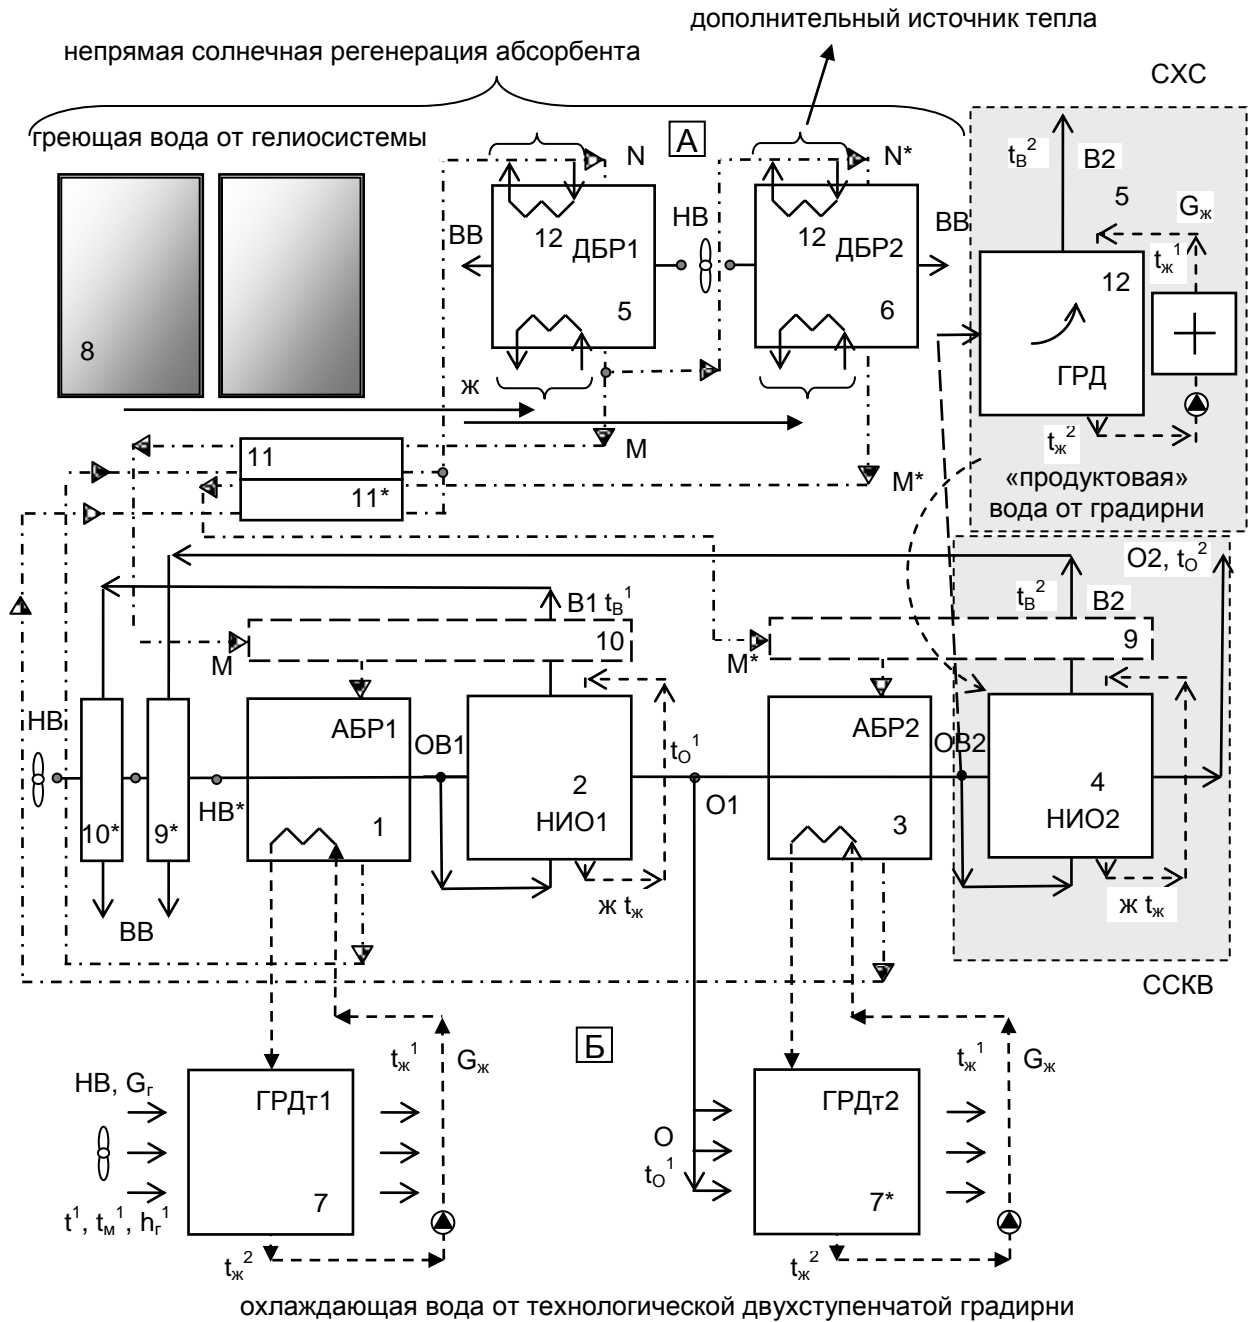 дополнительный источник тепла
непрямая солнечная регенерация абсорбента
СХС
греющая вода от гелиосистемы
А
N
N*
t_В^2
В2
5
G_ж
ВВ
12
ДБР1
НВ
12
ДБР2
ВВ
t_ж^1
12
8
5
6
ГРД
ж
М
t_ж^2
11
11*
М*
«продуктовая»
вода от градирни
О2, t_О^2
В1 t_В^1
t_В^2
В2
М
10
М*
9
НВ
АБР1
ОВ1
t_О^1
АБР2
ОВ2
10*
9*
НВ*
1
2
НИО1
О1
3
4
НИО2
ВВ
ж t_ж
ж t_ж
ССКВ
Б
НВ, G_г
ГРДт1
t_ж^1
G_ж
ГРДт2
t_ж^1
G_ж
О
t_О^1
t^1, t_м^1, h_г^1
7
7*
t_ж^2
t_ж^2
охлаждающая вода от технологической двухступенчатой градирни